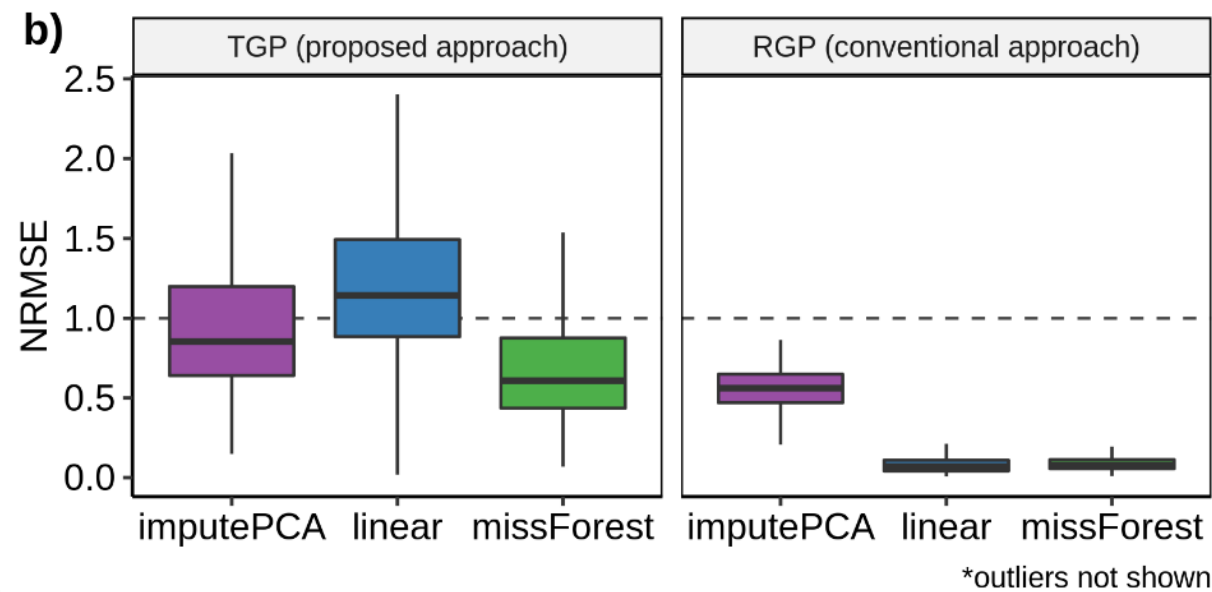 b)
TGP (proposed approach)
RGP (conventional approach)
NRMSE
2.5
2.0
1.5
1.0
0.5
0.0
imputePCA linear missForest
imputePCA linear missForest
*outliers not shown